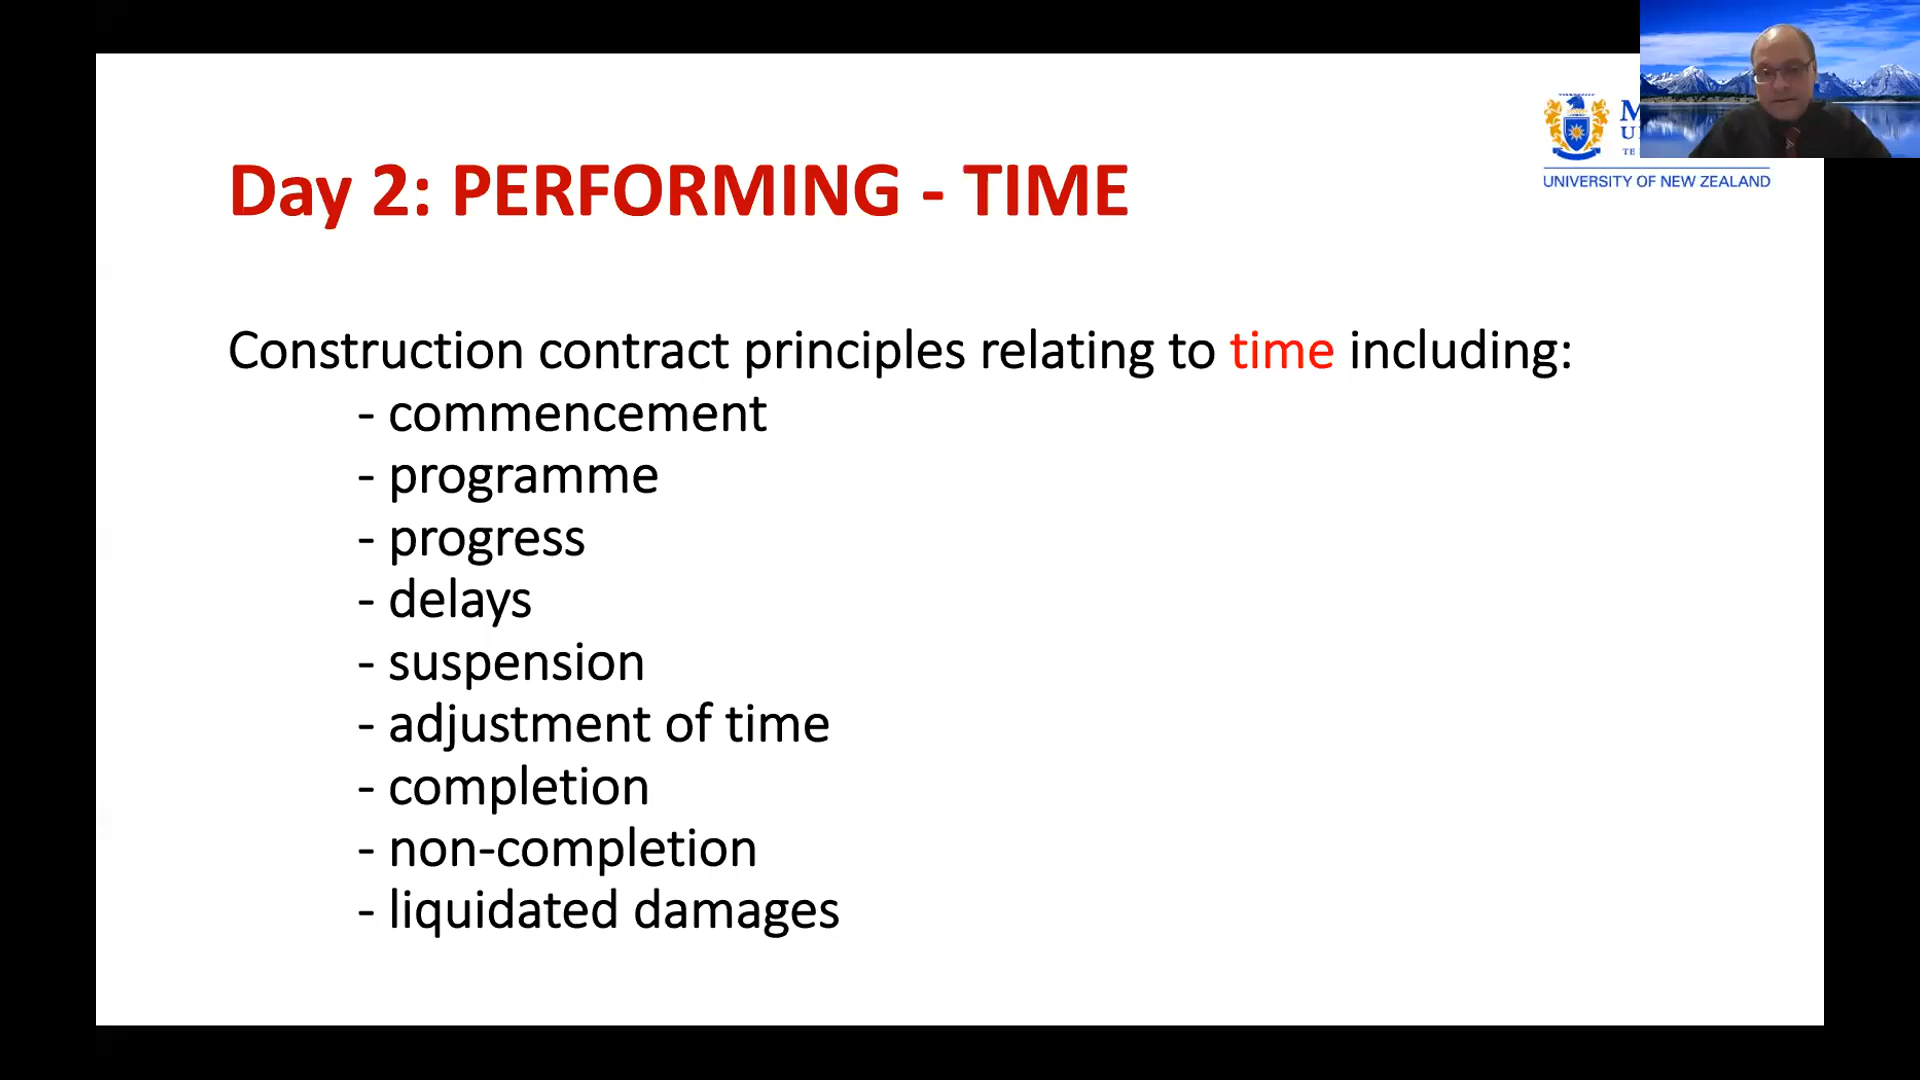 Day 2: PERFORMING - TIME
UNIVERSITY OF NEW ZEALAND
Construction contract principles relating to time including:
- commencement
- programme
- progress
- delays
- suspension
- adjustment of time
- completion
- non-completion
- liquidated damages